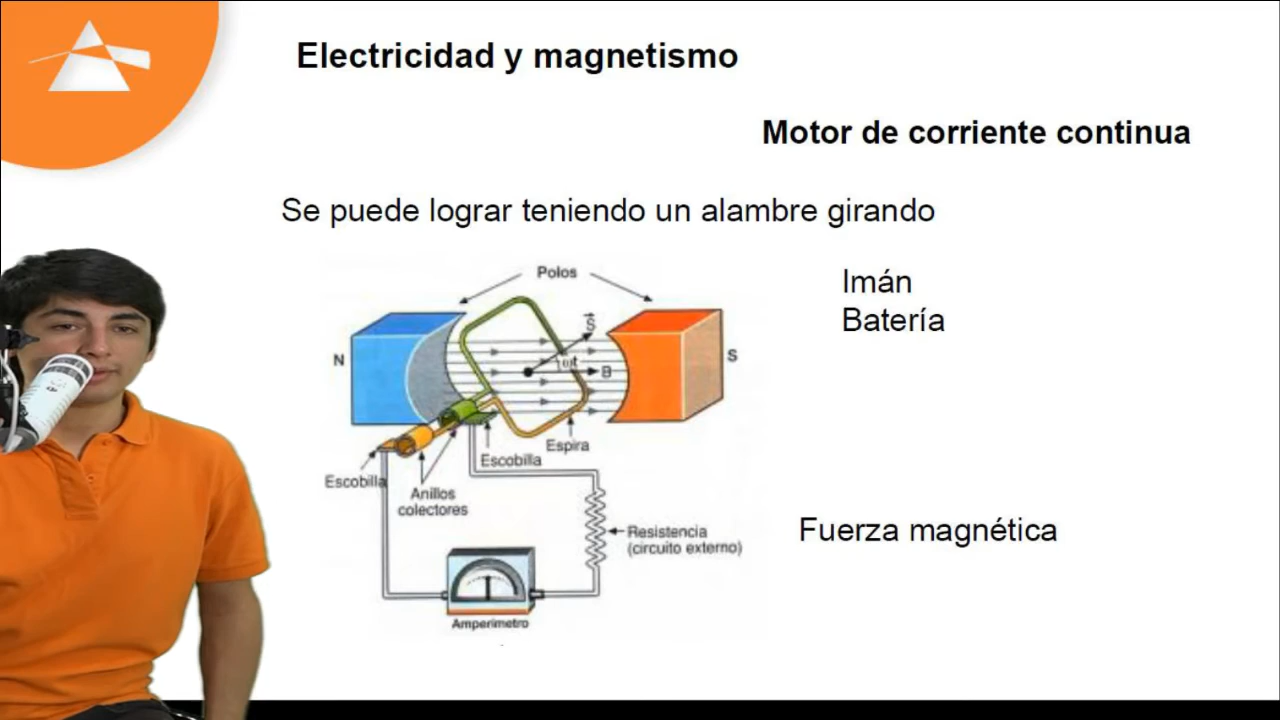 Electricidad y magnetismo
Motor de corriente continua
Se puede lograr teniendo un alambre girando
Imán
Batería
Polos
N
S
S
ωt
B
Espira
Escobilla
Escobilla
Anillos
colectores
Resistencia
(circuito externo)
Fuerza magnética
Amperímetro